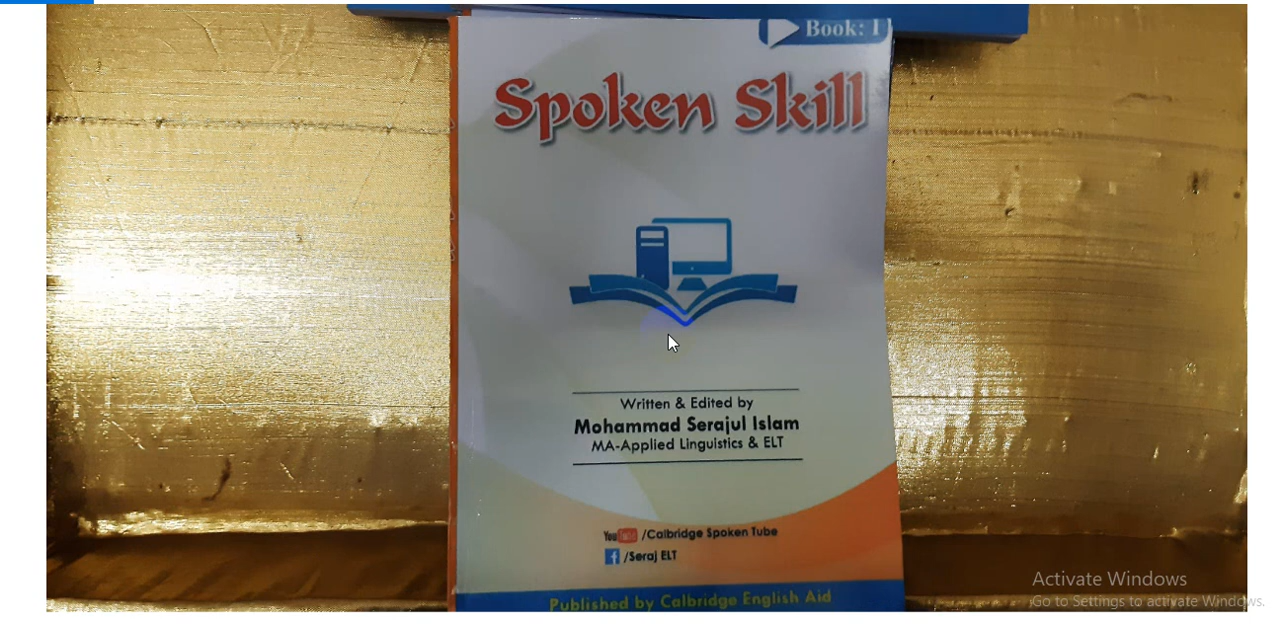 Book: 1
Spoken Skill
Written & Edited by
Mohammad Serajul Islam
MA-Applied Linguistics & ELT
YouTube /Calbridge Spoken Tube
f /Seraj ELT
Published by Calbridge English Aid
Activate Windows
Go to Settings to activate Windows.